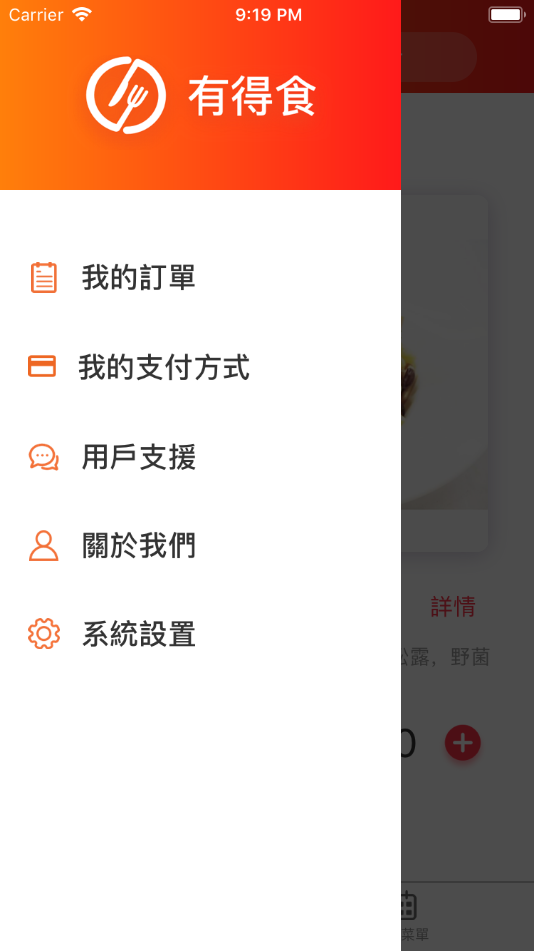 Carrier 9:19 PM
有得食
我的訂單
我的支付方式
用戶支援
關於我們
詳情
系統設置
露, 野菌
0
菜單